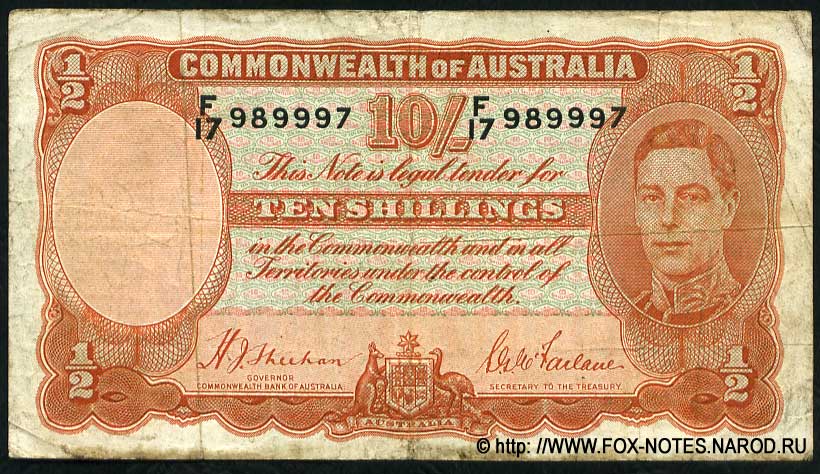 COMMONWEALTH OF AUSTRALIA
1/2 1/2
F/17 989997 10/- F/17 989997
This Note is legal tender for
TEN SHILLINGS
in the Commonwealth and in all
Territories under the control of
the Commonwealth.
1/2 1/2
H.J. Sheehan
GOVERNOR
COMMONWEALTH BANK OF AUSTRALIA.
S.G. McFarlane
SECRETARY TO THE TREASURY
AUSTRALIA
© http: //www.FOX-NOTES.NAROD.RU